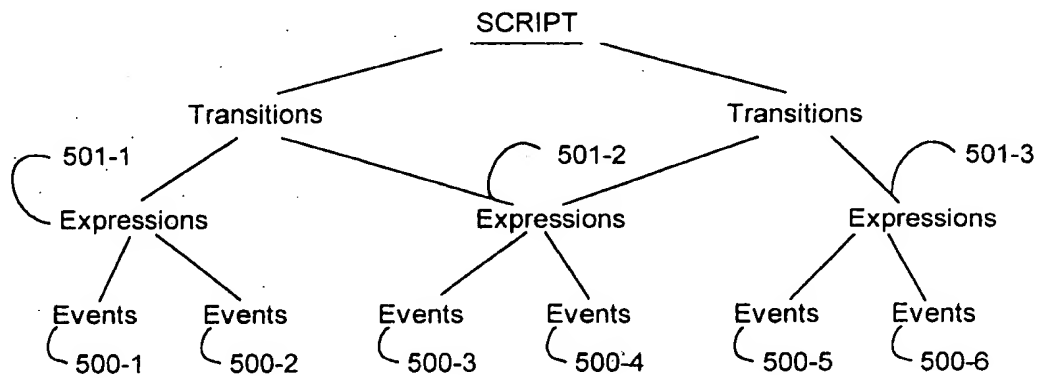 SCRIPT
Transitions Transitions
501-1 501-2 501-3
Expressions Expressions Expressions
Events Events Events Events Events Events
500-1 500-2 500-3 500-4 500-5 500-6